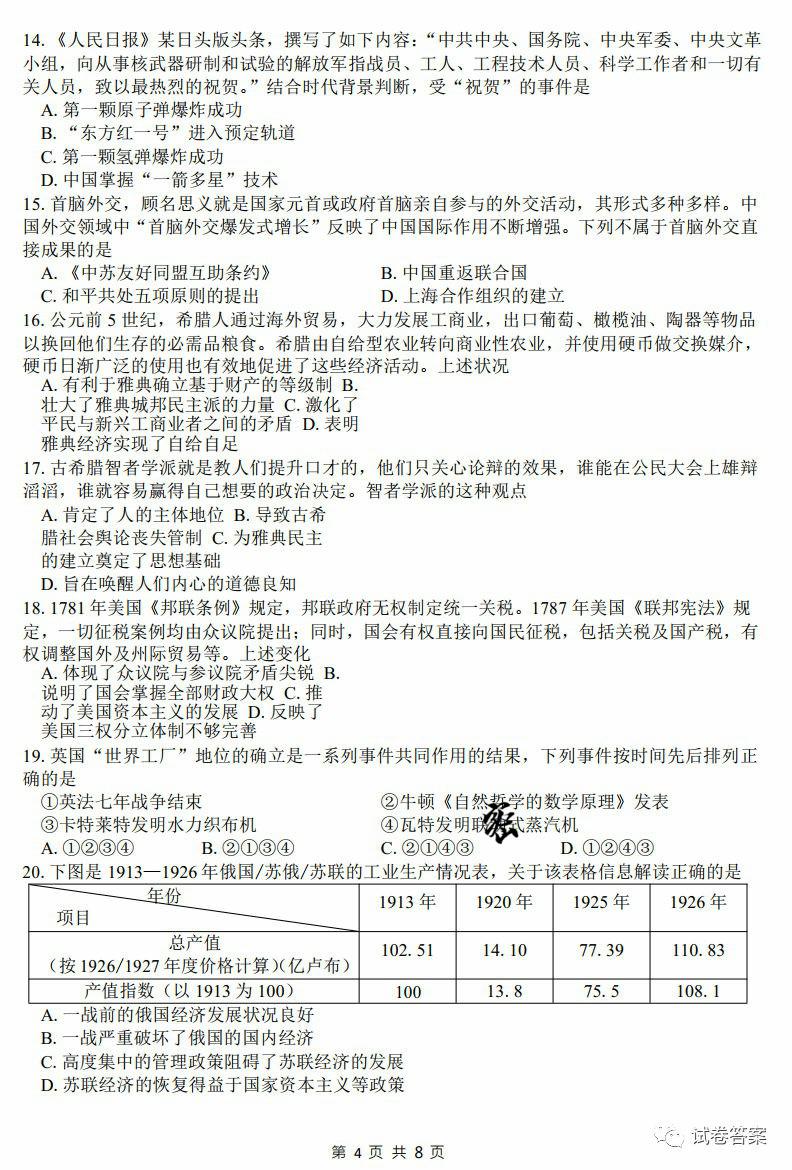 14. 《人民日报》某日头版头条，撰写了如下内容：“中共中央、国务院、中央军委、中央文革
小组，向从事核武器研制和试验的解放军指战员、工人、工程技术人员、科学工作者和一切有
关人员，致以最热烈的祝贺。”结合时代背景判断，受“祝贺”的事件是
A. 第一颗原子弹爆炸成功
B. “东方红一号”进入预定轨道
C. 第一颗氢弹爆炸成功
D. 中国掌握“一箭多星”技术
15. 首脑外交，顾名思义就是国家元首或政府首脑亲自参与的外交活动，其形式多种多样。中
国外交领域中“首脑外交爆发式增长”反映了中国国际作用不断增强。下列不属于首脑外交直
接成果的是
A. 《中苏友好同盟互助条约》 B. 中国重返联合国
C. 和平共处五项原则的提出 D. 上海合作组织的建立
16. 公元前 5 世纪，希腊人通过海外贸易，大力发展工商业，出口葡萄、橄榄油、陶器等物品
以换回他们生存的必需品粮食。希腊由自给型农业转向商业性农业，并使用硬币做交换媒介，
硬币日渐广泛的使用也有效地促进了这些经济活动。上述状况
A. 有利于雅典确立基于财产的等级制 B.
壮大了雅典城邦民主派的力量 C. 激化了
平民与新兴工商业者之间的矛盾 D. 表明
雅典经济实现了自给自足
17. 古希腊智者学派就是教人们提升口才的，他们只关心论辩的效果，谁能在公民大会上雄辩
滔滔，谁就容易赢得自己想要的政治决定。智者学派的这种观点
A. 肯定了人的主体地位 B. 导致古希
腊社会舆论丧失管制 C. 为雅典民主
的建立奠定了思想基础
D. 旨在唤醒人们内心的道德良知
18. 1781 年美国《邦联条例》规定，邦联政府无权制定统一关税。1787 年美国《联邦宪法》规
定，一切征税案例均由众议院提出；同时，国会有权直接向国民征税，包括关税及国产税，有
权调整国外及州际贸易等。上述变化
A. 体现了众议院与参议院矛盾尖锐 B.
说明了国会掌握全部财政大权 C. 推
动了美国资本主义的发展 D. 反映了
美国三权分立体制不够完善
19. 英国“世界工厂”地位的确立是一系列事件共同作用的结果，下列事件按时间先后排列正
确的是
①英法七年战争结束 ②牛顿《自然哲学的数学原理》发表
③卡特莱特发明水力织布机 ④瓦特发明联动式蒸汽机
A. ①②③④ B. ②①③④ C. ②①④③ D. ①②④③
20. 下图是 1913—1926 年俄国/苏俄/苏联的工业生产情况表，关于该表格信息解读正确的是
年份
项目 1913 年 1920 年 1925 年 1926 年
总产值
（按 1926/1927 年度价格计算）（亿卢布） 102. 51 14. 10 77. 39 110. 83
产值指数（以 1913 为 100） 100 13. 8 75. 5 108. 1
A. 一战前的俄国经济发展状况良好
B. 一战严重破坏了俄国的国内经济
C. 高度集中的管理政策阻碍了苏联经济的发展
D. 苏联经济的恢复得益于国家资本主义等政策
第 4 页 共 8 页
试卷答案